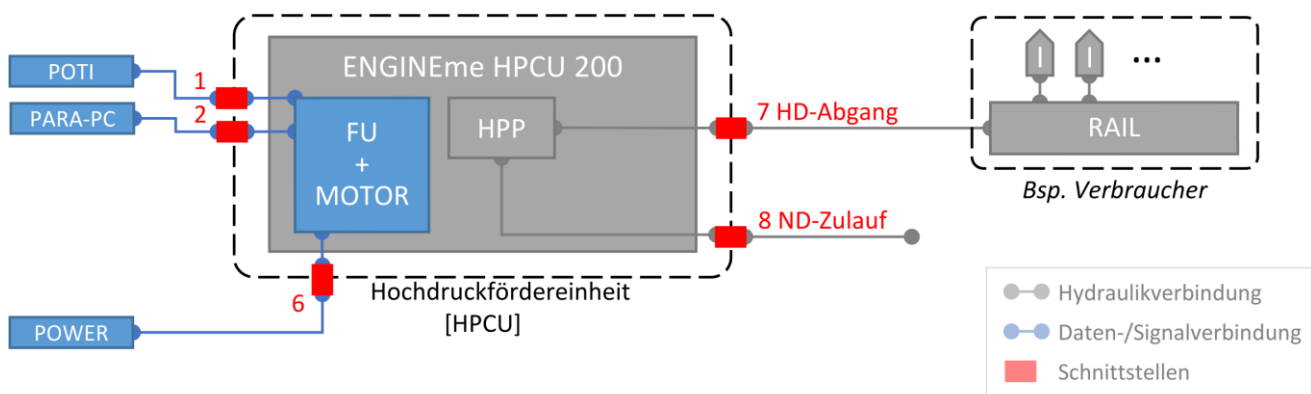 POTI
PARA-PC
POWER
1
2
6
ENGINEme HPCU 200
FU
+
MOTOR
HPP
Hochdruckfördereinheit
[HPCU]
7 HD-Abgang
8 ND-Zulauf
I
I
...
RAIL
Bsp. Verbraucher
Hydraulikverbindung
Daten-/Signalverbindung
Schnittstellen